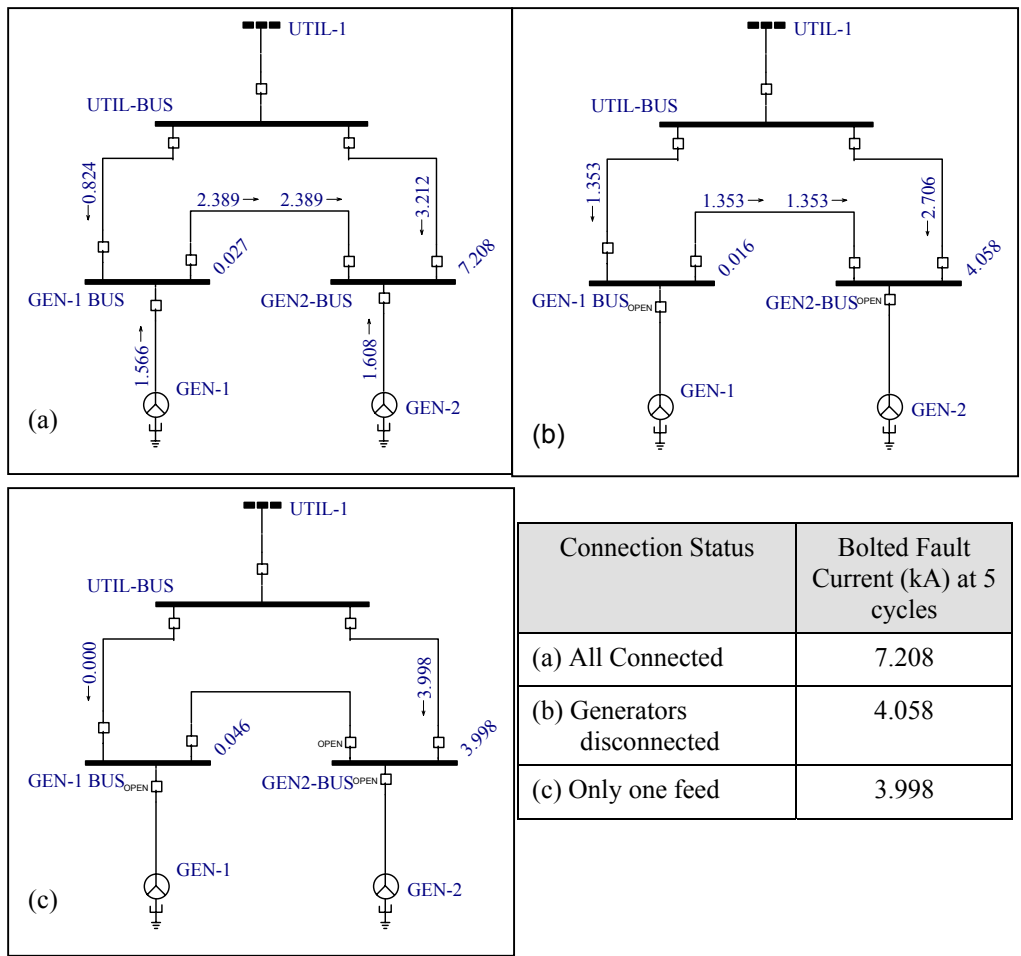 UTIL-1
UTIL-BUS
0.824
3.212
2.389
2.389
0.027
7.208
GEN-1 BUS
GEN2-BUS
1.566
1.608
GEN-1
GEN-2
(a)
UTIL-1
UTIL-BUS
1.353
2.706
1.353
1.353
0.016
4.058
GEN-1 BUS
OPEN
GEN2-BUS
OPEN
GEN-1
GEN-2
(b)
UTIL-1
UTIL-BUS
0.000
3.998
0.046
OPEN
3.998
GEN-1 BUS
OPEN
GEN2-BUS
OPEN
GEN-1
GEN-2
(c)
Connection Status
Bolted Fault
Current (kA) at 5
cycles
(a) All Connected
7.208
(b) Generators
disconnected
4.058
(c) Only one feed
3.998